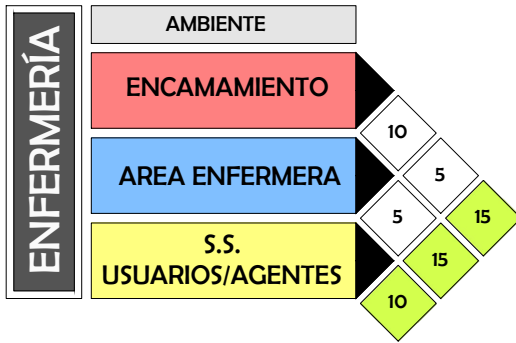 ENFERMERÍA
AMBIENTE
ENCAMAMIENTO
AREA ENFERMERA
S.S.
USUARIOS/AGENTES
10
5
5
15
15
10